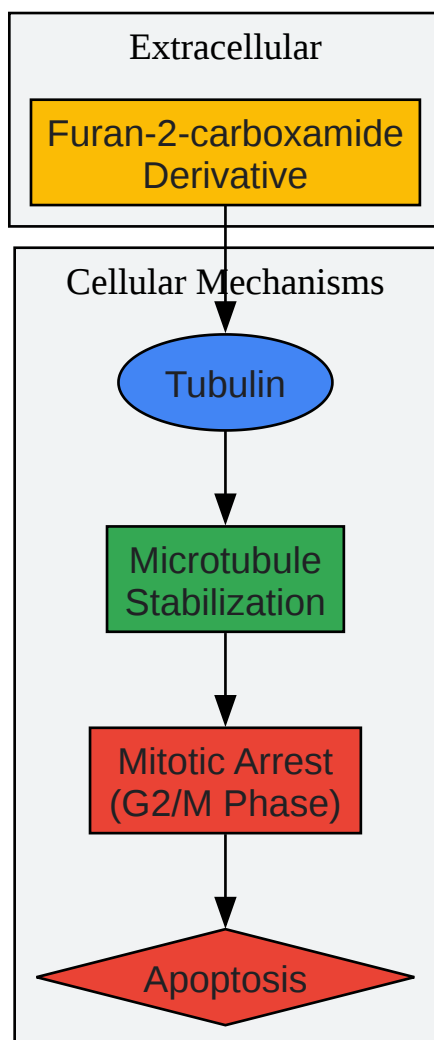 Extracellular
Furan-2-carboxamide
Derivative
Cellular Mechanisms
Tubulin
Microtubule
Stabilization
Mitotic Arrest
(G2/M Phase)
Apoptosis